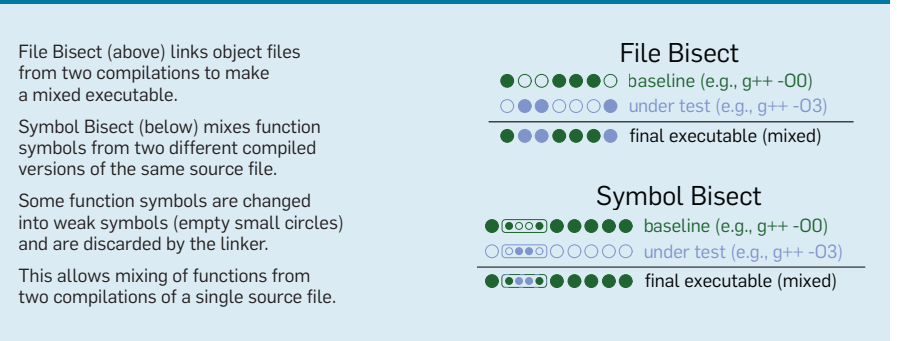 File Bisect (above) links object files
from two compilations to make
a mixed executable.
Symbol Bisect (below) mixes function
symbols from two different compiled
versions of the same source file.
Some function symbols are changed
into weak symbols (empty small circles)
and are discarded by the linker.
This allows mixing of functions from
two compilations of a single source file.
File Bisect
baseline (e.g., g++ -O0)
under test (e.g., g++ -O3)
final executable (mixed)
Symbol Bisect
baseline (e.g., g++ -O0)
under test (e.g., g++ -O3)
final executable (mixed)